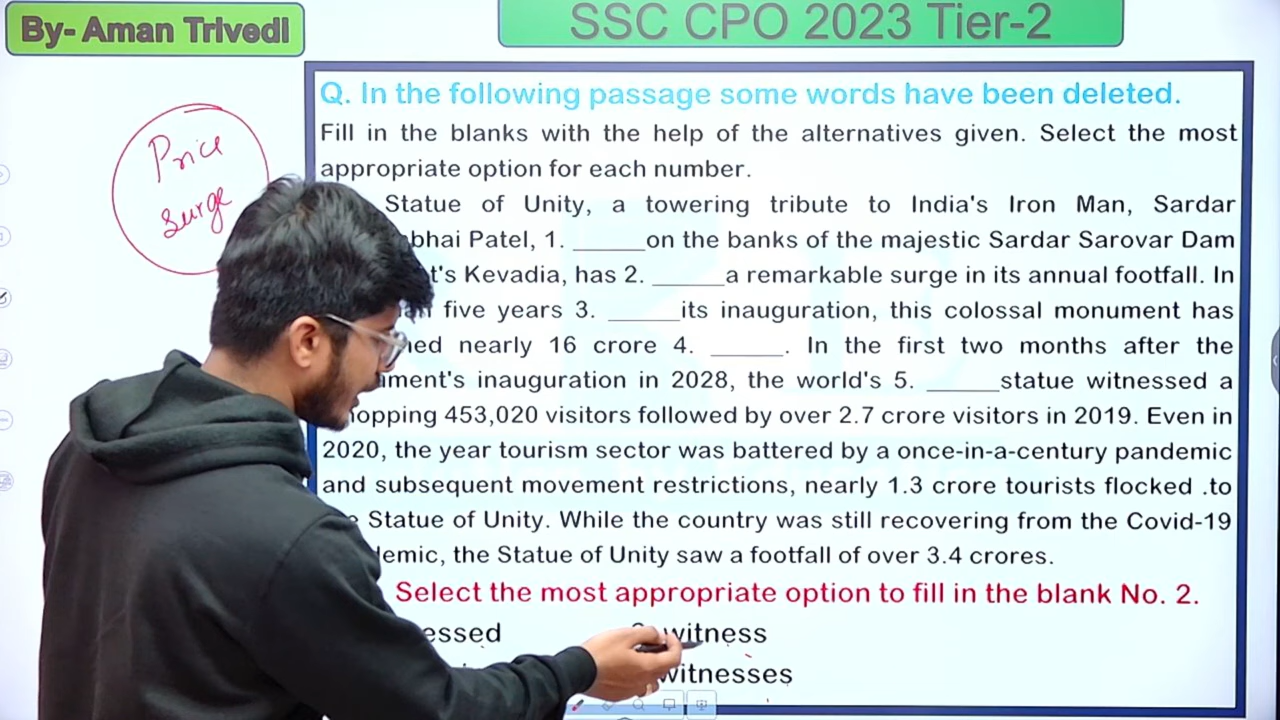 By- Aman Trivedi
SSC CPO 2023 Tier-2
Price
surge
Q. In the following passage some words have been deleted.
Fill in the blanks with the help of the alternatives given. Select the most
appropriate option for each number.
Statue of Unity, a towering tribute to India's Iron Man, Sardar
bhai Patel, 1. ______on the banks of the majestic Sardar Sarovar Dam
t's Kevadia, has 2. ______a remarkable surge in its annual footfall. In
five years 3. ______its inauguration, this colossal monument has
ed nearly 16 crore 4. ______. In the first two months after the
ument's inauguration in 2028, the world's 5. ______statue witnessed a
hopping 453,020 visitors followed by over 2.7 crore visitors in 2019. Even in
2020, the year tourism sector was battered by a once-in-a-century pandemic
and subsequent movement restrictions, nearly 1.3 crore tourists flocked .to
Statue of Unity. While the country was still recovering from the Covid-19
emic, the Statue of Unity saw a footfall of over 3.4 crores.
Select the most appropriate option to fill in the blank No. 2.
essed witness
witnesses